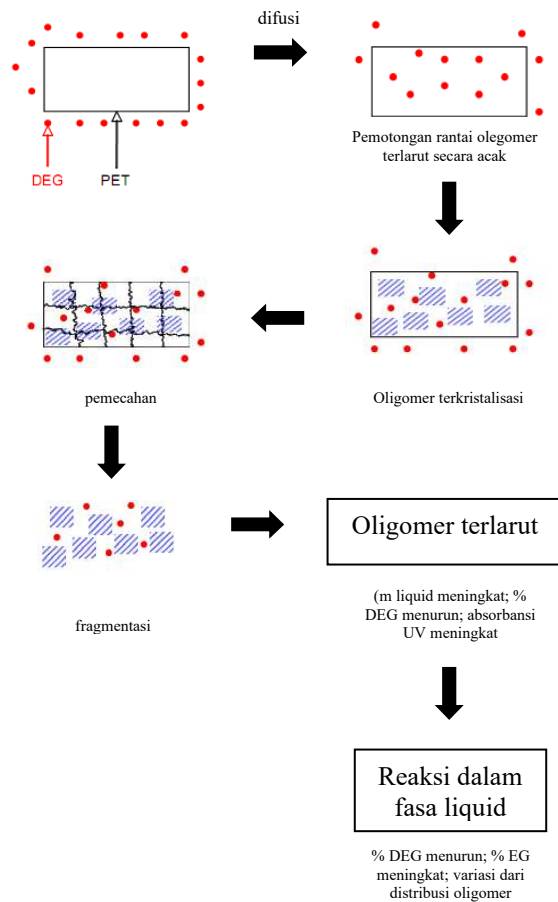 difusi
DEG
PET
Pemotongan rantai olegomer
terlarut secara acak
pemecahan
Oligomer terkristalisasi
fragmentasi
Oligomer terlarut
(m liquid meningkat; %
DEG menurun; absorbansi
UV meningkat
Reaksi dalam
fasa liquid
% DEG menurun; % EG
meningkat; variasi dari
distribusi oligomer